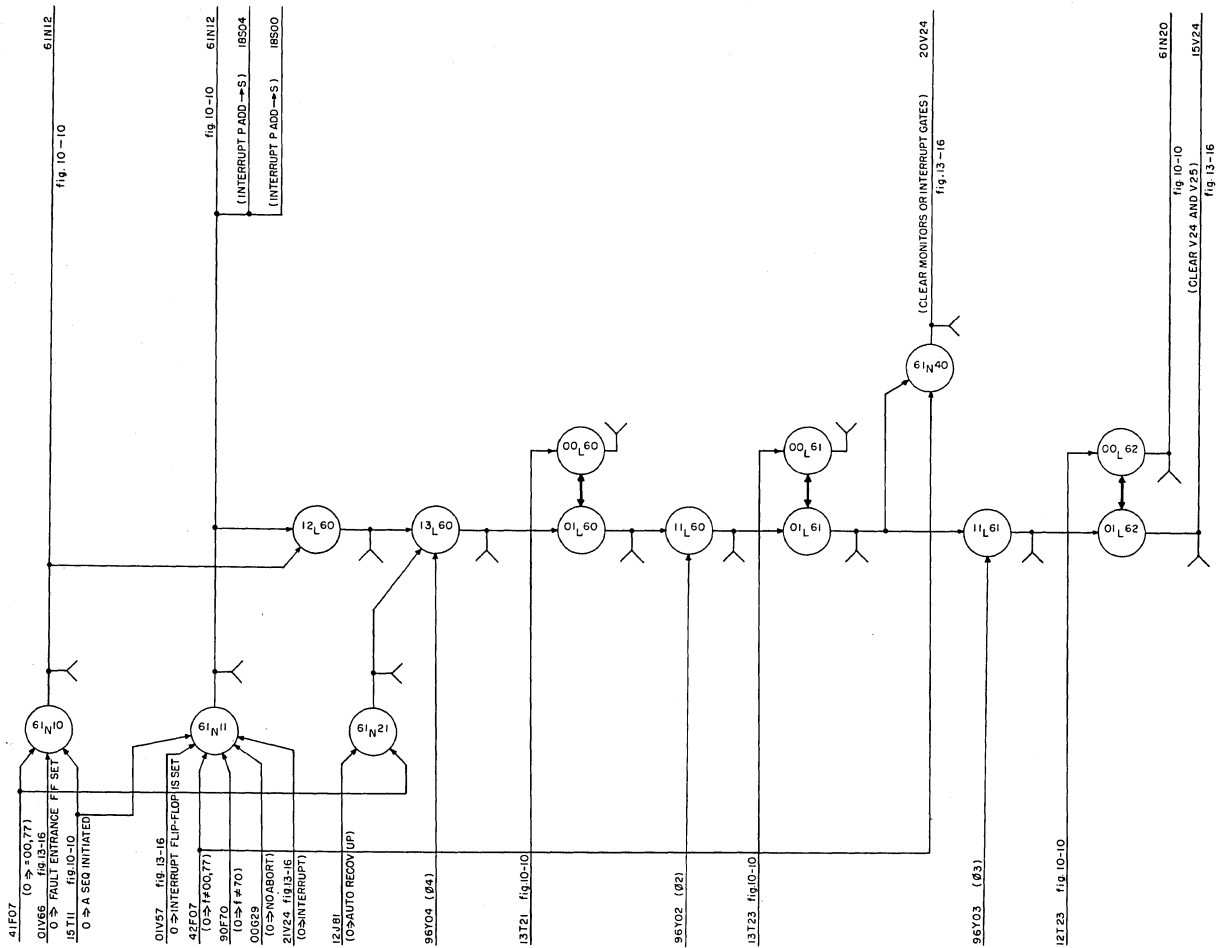 61N12
fig. 10-10
fig. 10-10 61N12
(INTERRUPT P ADD→S) 18S04
(INTERRUPT P ADD→S) 18S00
(CLEAR MONITORS OR INTERRUPT GATES) 20V24
fig. 13-16
61N20
fig. 10-10
(CLEAR V24 AND V25) 15V24
fig. 13-16
61N40
00L60
00L61
00L62
12L60
13L60
01L60
11L60
01L61
11L61
01L62
61N10
61N11
61N21
41F07
(0 ⇒ =00,77)
01V66 fig.13-16
0 ⇒ FAULT ENTRANCE F/F SET
15T11 fig.10-10
0 ⇒ A SEQ INITIATED
01V57 fig. 13-16
0 ⇒INTERRUPT FLIP-FLOP IS SET
42F07
(0⇒f≠00,77)
90F70
(0⇒f≠70)
00G29
(0⇒NO ABORT)
21V24 fig.13-16
(0⇒INTERRUPT)
12J81
(0⇒AUTO RECOV UP)
96Y04 (Ø4)
13T21 fig.10-10
96Y02 (Ø2)
13T23 fig.10-10
96Y03 (Ø3)
12T23 fig. 10-10